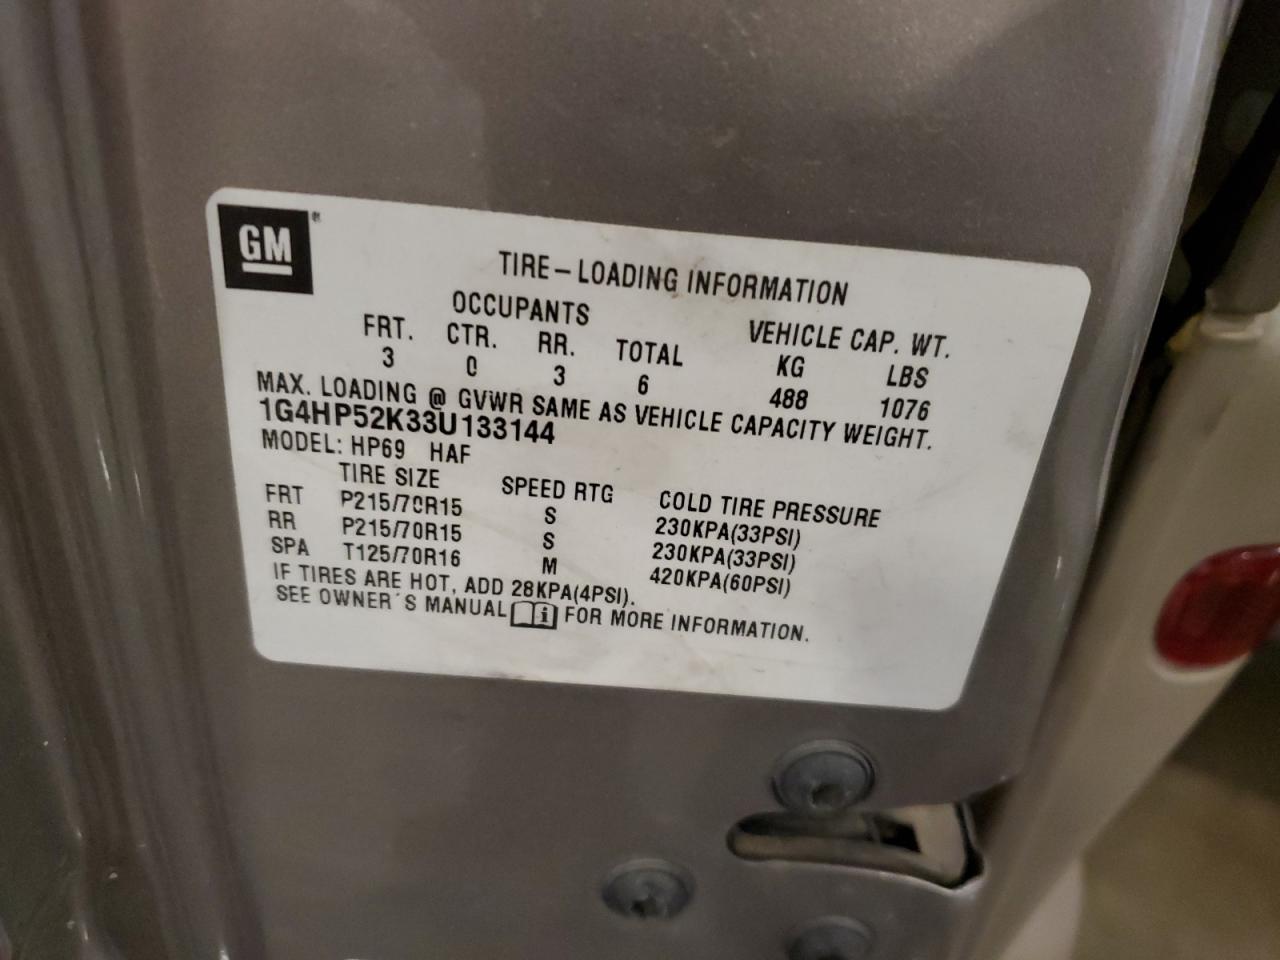 GM®
TIRE–LOADING INFORMATION
OCCUPANTS VEHICLE CAP. WT.
FRT. CTR. RR. TOTAL KG LBS
3 0 3 6 488 1076
MAX. LOADING @ GVWR SAME AS VEHICLE CAPACITY WEIGHT.
1G4HP52K33U133144
MODEL: HP69 HAF
TIRE SIZE SPEED RTG COLD TIRE PRESSURE
FRT P215/70R15 S 230KPA(33PSI)
RR P215/70R15 S 230KPA(33PSI)
SPA T125/70R16 M 420KPA(60PSI)
IF TIRES ARE HOT, ADD 28KPA(4PSI).
SEE OWNER´S MANUAL i FOR MORE INFORMATION.